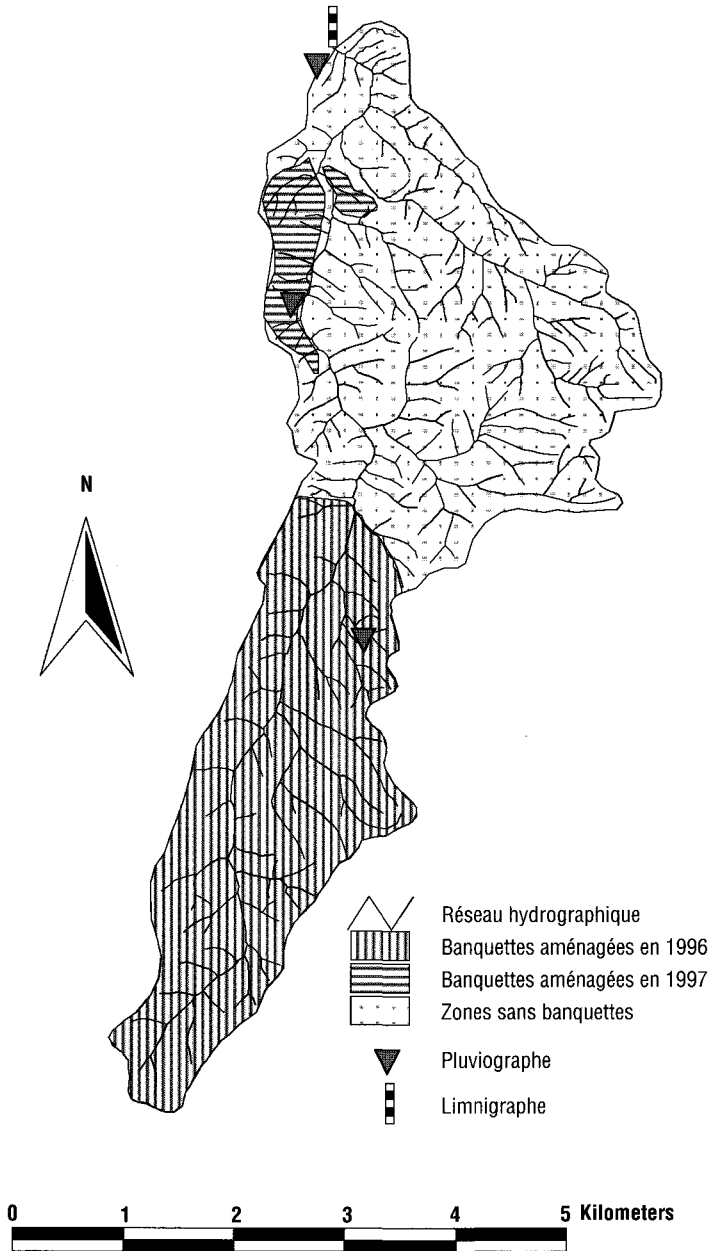 N
Réseau hydrographique
Banquettes aménagées en 1996
Banquettes aménagées en 1997
Zones sans banquettes
Pluviographe
Limnigraphe
0 1 2 3 4 5 Kilometers